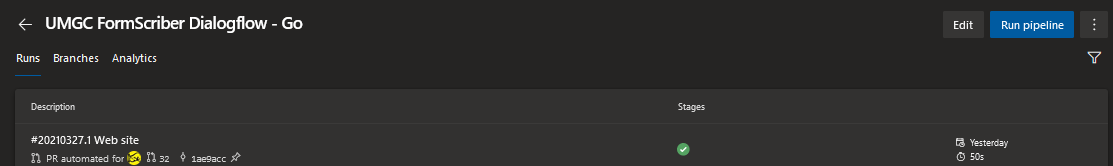 UMGC FormScriber Dialogflow - Go
Edit
Run pipeline
Runs
Branches
Analytics
Description
Stages
#20210327.1 Web site
Yesterday
PR automated for
32
1ae9acc
50s